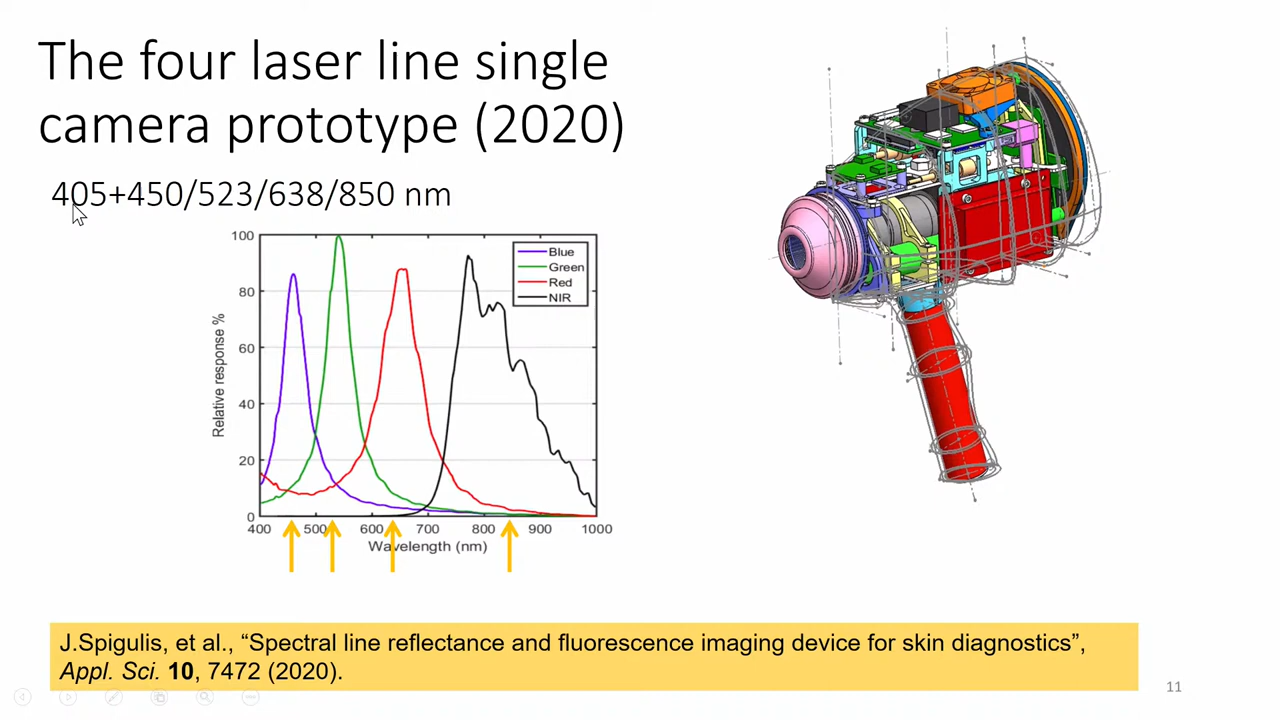 The four laser line single
camera prototype (2020)
405+450/523/638/850 nm
Relative response %
100
80
60
40
20
0
Blue
Green
Red
NIR
400 500 600 700 800 900 1000
Wavelength (nm)
J.Spigulis, et al., “Spectral line reflectance and fluorescence imaging device for skin diagnostics”,
Appl. Sci. 10, 7472 (2020).
11